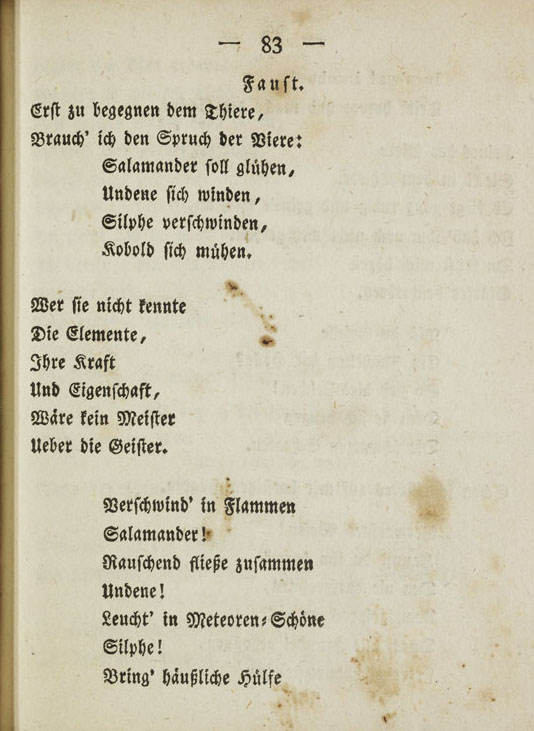 — 83 —
Faust.
Erst zu begegnen dem Thiere,
Brauch' ich den Spruch der Viere:
Salamander soll glühen,
Undene sich winden,
Silphe verschwinden,
Kobold sich mühen.
Wer sie nicht kennte
Die Elemente,
Ihre Kraft
Und Eigenschaft,
Wäre kein Meister
Ueber die Geister.
Verschwind' in Flammen
Salamander!
Rauschend fließe zusammen
Undene!
Leucht' in Meteoren-Schöne
Silphe!
Bring' häußliche Hülfe